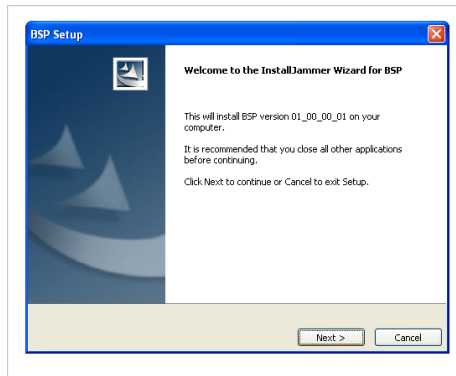 BSP Setup
Welcome to the InstallJammer Wizard for BSP
This will install BSP version 01_00_00_01 on your
computer.
It is recommended that you close all other applications
before continuing.
Click Next to continue or Cancel to exit Setup.
Next >
Cancel